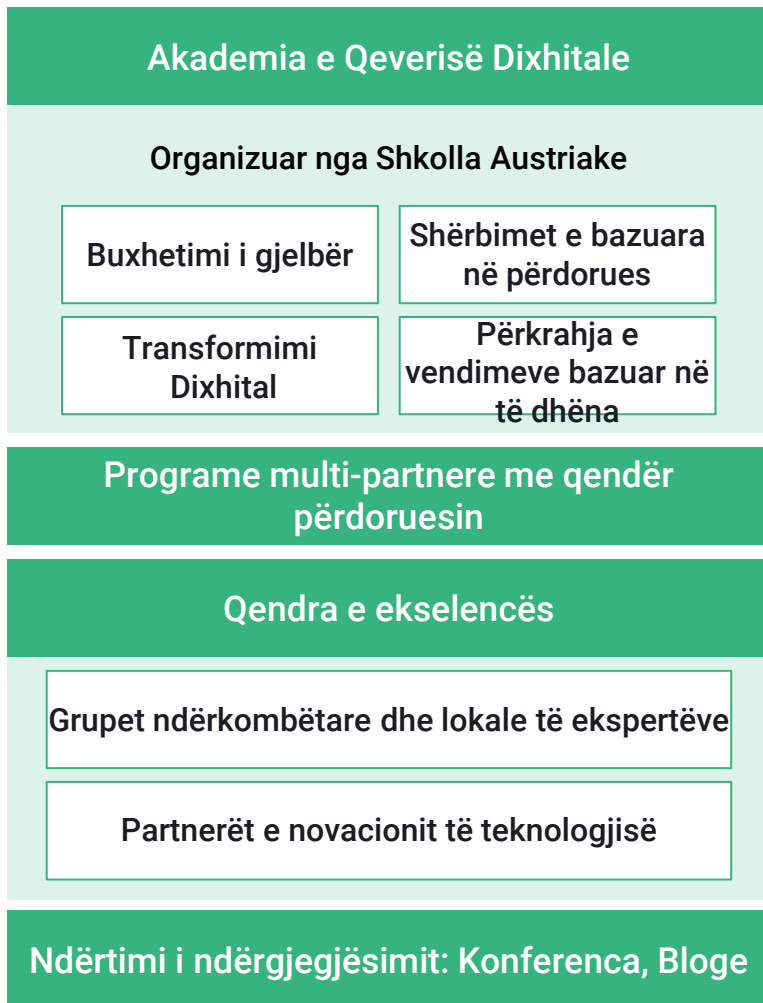 Akademia e Qeverisë Dixhitale
Organizuar nga Shkolla Austriake
Buxhetimi i gjelbër
Shërbimet e bazuara
në përdorues
Transformimi
Dixhital
Përkrahja e
vendimeve bazuar në
të dhëna
Programe multi-partnere me qendër
përdoruesin
Qendra e ekselencës
Grupet ndërkombëtare dhe lokale të ekspertëve
Partnerët e novacionit të teknologjisë
Ndërtimi i ndërgjegjësimit: Konferenca, Bloge